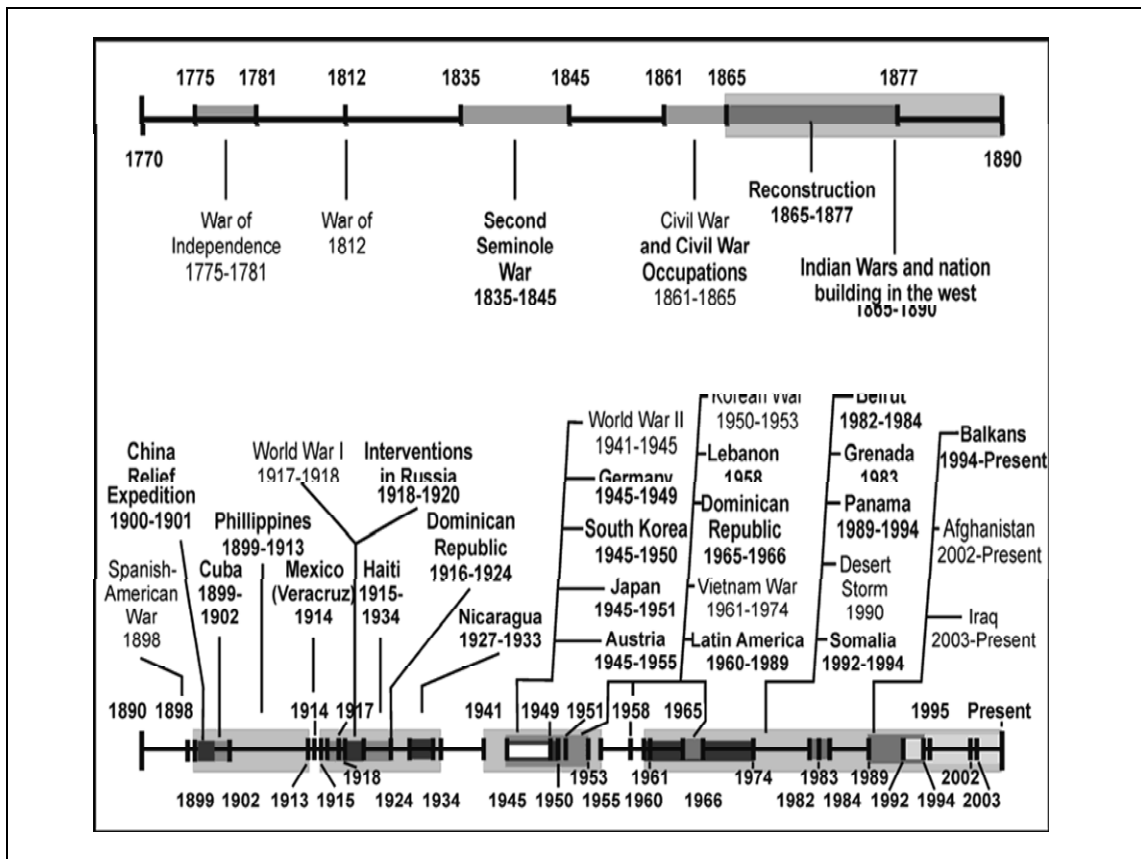 1775 1781 1812 1835 1845 1861 1865 1877
1770 1890
War of
Independence
1775-1781
War of
1812
Second
Seminole
War
1835-1845
Civil War
and Civil War
Occupations
1861-1865
Reconstruction
1865-1877
Indian Wars and nation
building in the west
1865-1890
China
Relief
Expedition
1900-1901
Spanish-
American
War
1898
Cuba
1899-
1902
Phillippines
1899-1913
World War I
1917-1918
Mexico
(Veracruz)
1914
Interventions
in Russia
1918-1920
Haiti
1915-
1934
Dominican
Republic
1916-1924
Nicaragua
1927-1933
World War II
1941-1945
Germany
1945-1949
South Korea
1945-1950
Japan
1945-1951
Austria
1945-1955
Korean War
1950-1953
Lebanon
1958
Dominican
Republic
1965-1966
Vietnam War
1961-1974
Latin America
1960-1989
Beirut
1982-1984
Grenada
1983
Panama
1989-1994
Desert
Storm
1990
Somalia
1992-1994
Balkans
1994-Present
Afghanistan
2002-Present
Iraq
2003-Present
1890 1898 1914 1917 1941 1949 1951 1958 1965 1995 Present
1918 1953 1961 1974 1983 1989 2002
1899 1902 1913 1915 1924 1934 1945 1950 1955 1960 1966 1982 1984 1992 1994 2003